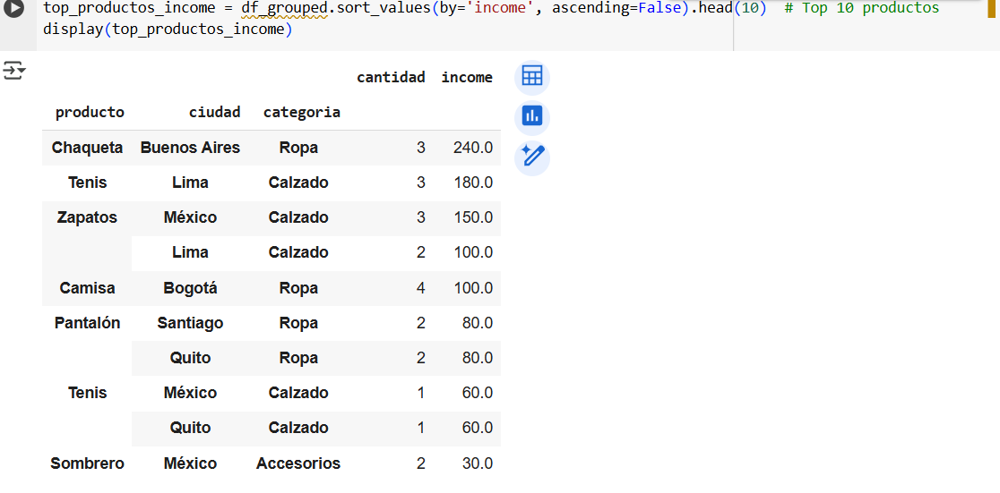 top_productos_income = df_grouped.sort_values(by='income', ascending=False).head(10)  # Top 10 productos
display(top_productos_income)
cantidad income
producto ciudad categoria
Chaqueta Buenos Aires Ropa 3 240.0
Tenis Lima Calzado 3 180.0
Zapatos México Calzado 3 150.0
Lima Calzado 2 100.0
Camisa Bogotá Ropa 4 100.0
Pantalón Santiago Ropa 2 80.0
Quito Ropa 2 80.0
Tenis México Calzado 1 60.0
Quito Calzado 1 60.0
Sombrero México Accesorios 2 30.0